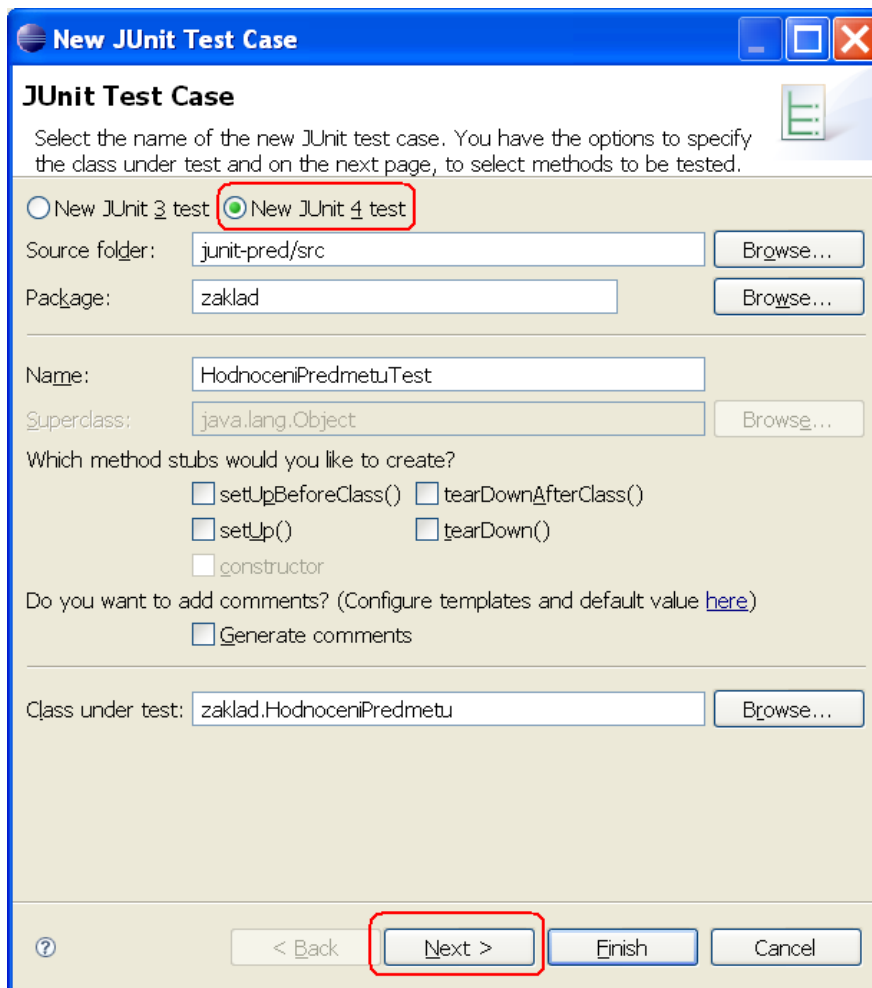 New JUnit Test Case
JUnit Test Case
Select the name of the new JUnit test case. You have the options to specify
the class under test and on the next page, to select methods to be tested.
New JUnit 3 test New JUnit 4 test
Source folder: junit-pred/src Browse...
Package: zaklad Browse...
Name: HodnoceniPredmetuTest
Superclass: java.lang.Object Browse...
Which method stubs would you like to create?
setUpBeforeClass() tearDownAfterClass()
setUp() tearDown()
constructor
Do you want to add comments? (Configure templates and default value here)
Generate comments
Class under test: zaklad.HodnoceniPredmetu Browse...
? < Back Next > Finish Cancel